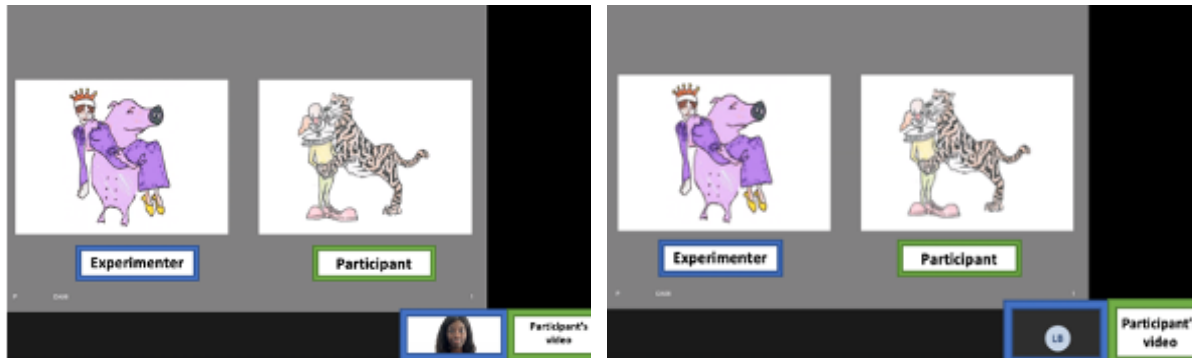 Experimenter
Participant
Participant's
video
Experimenter
Participant
LB
Participant'
video